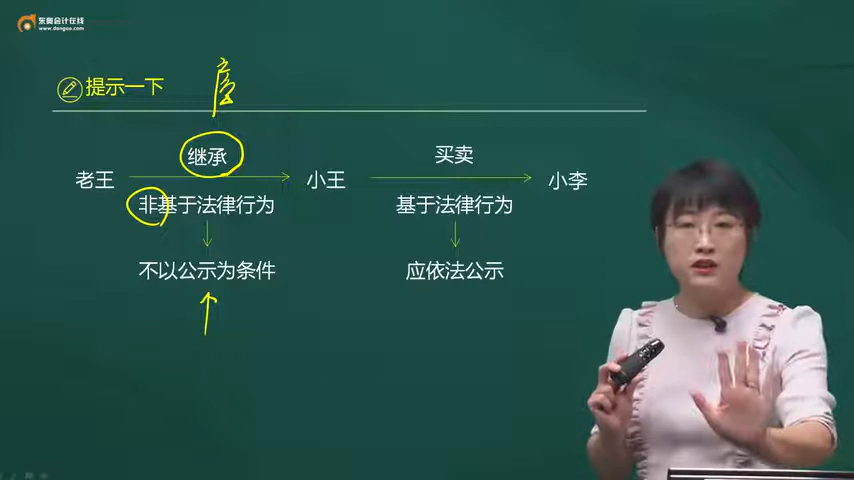 东奥会计在线
www.dongao.com
提示一下
房
继承
买卖
老王
小王
小李
非基于法律行为
基于法律行为
不以公示为条件
应依法公示